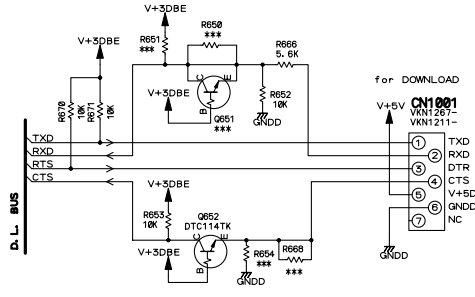 V+3DBE
R650
***
V+3DBE
R651
***
R666
5. 6K
for DOWNLOAD
V+3DBE
C
E
B
V+3DBE
Q651
***
R652
10K
GNDD
R670
10K
R671
10K
V+5V
CN1001
VKN1267-
VKN1211-
TXD
1
TXD
RXD
2
RXD
RTS
3
DTR
CTS
4
CTS
5
V+5D
6
GNDD
7
NC
GNDD
D. L. BUS
V+3DBE
R653
10K
Q652
DTC114TK
C
E
B
V+3DBE
R654
***
R668
***
GNDD